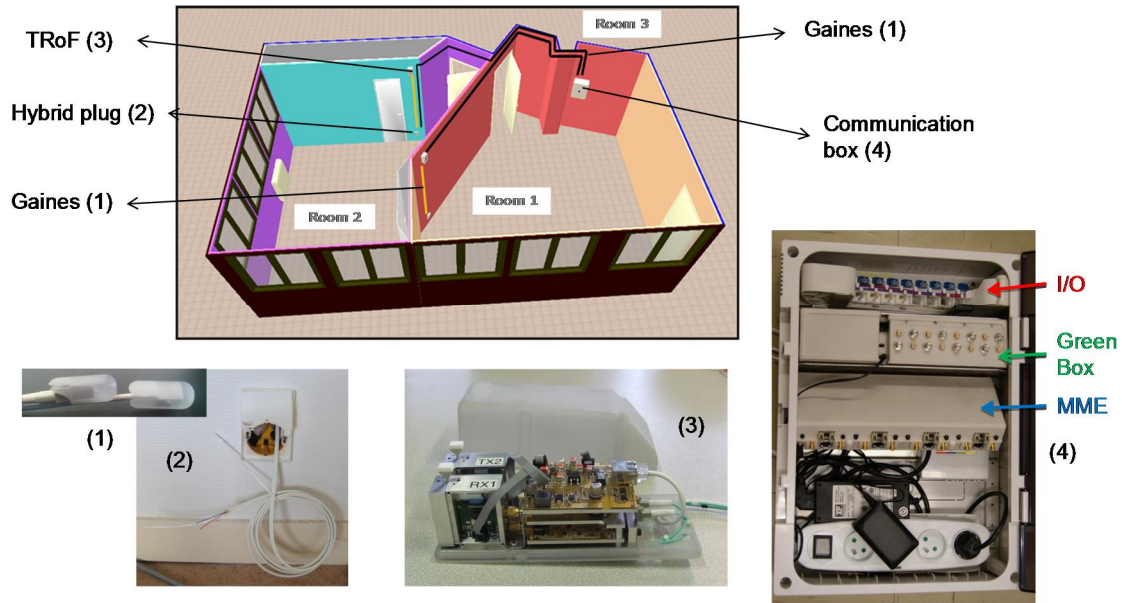 Room 3
TRoF (3)
Gaines (1)
Hybrid plug (2)
Communication
box (4)
Gaines (1)
Room 2
Room 1
I/O
Green
Box
MME
(1)
(2)
(3)
(4)
TX2
RX1